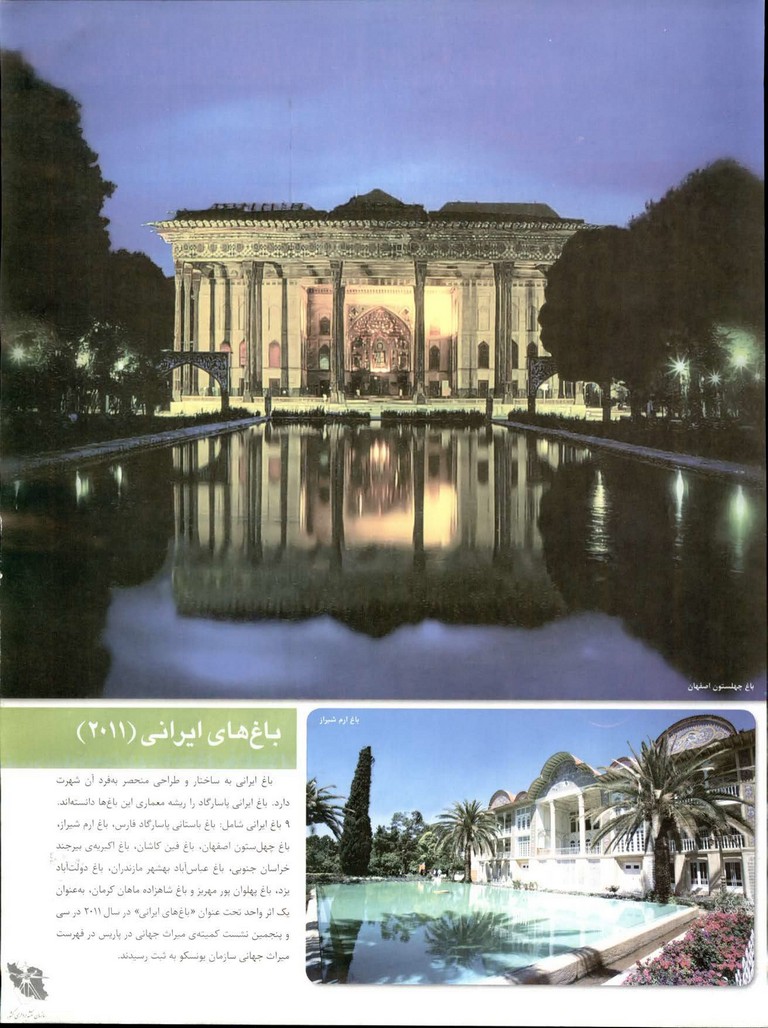 باغ چهلستون اصفهان
باغ‌های ایرانی (۲۰۱۱)
باغ ارم شیراز
باغ ایرانی به ساختار و طراحی منحصر به‌فرد آن شهرت
دارد. باغ ایرانی پاسارگاد را ریشه معماری این باغ‌ها دانسته‌اند.
۹ باغ ایرانی شامل: باغ باستانی پاسارگاد فارس، باغ ارم شیراز،
باغ چهل‌ستون اصفهان، باغ فین کاشان، باغ اکبریه‌ی بیرجند
خراسان جنوبی، باغ عباس‌آباد بهشهر مازندران، باغ دولت‌آباد
یزد، باغ پهلوان پور مهریز و باغ شاهزاده ماهان کرمان، به‌عنوان
یک اثر واحد تحت عنوان «باغ‌های ایرانی» در سال ۲۰۱۱ در سی
و پنجمین نشست کمیته‌ی میراث جهانی در پاریس در فهرست
میراث جهانی سازمان یونسکو به ثبت رسیدند.